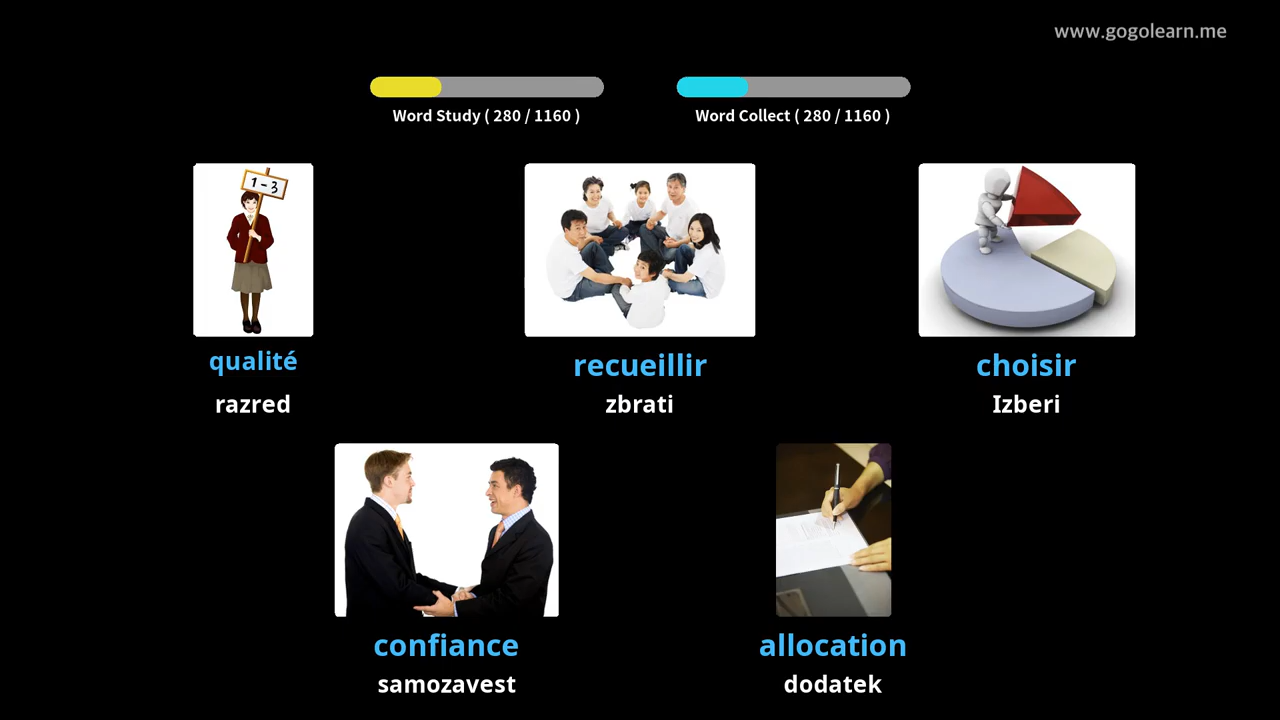 www.gogolearn.me
Word Study ( 280 / 1160 )
Word Collect ( 280 / 1160 )
1 - 3
qualité
recueillir
choisir
razred
zbrati
Izberi
confiance
allocation
samozavest
dodatek